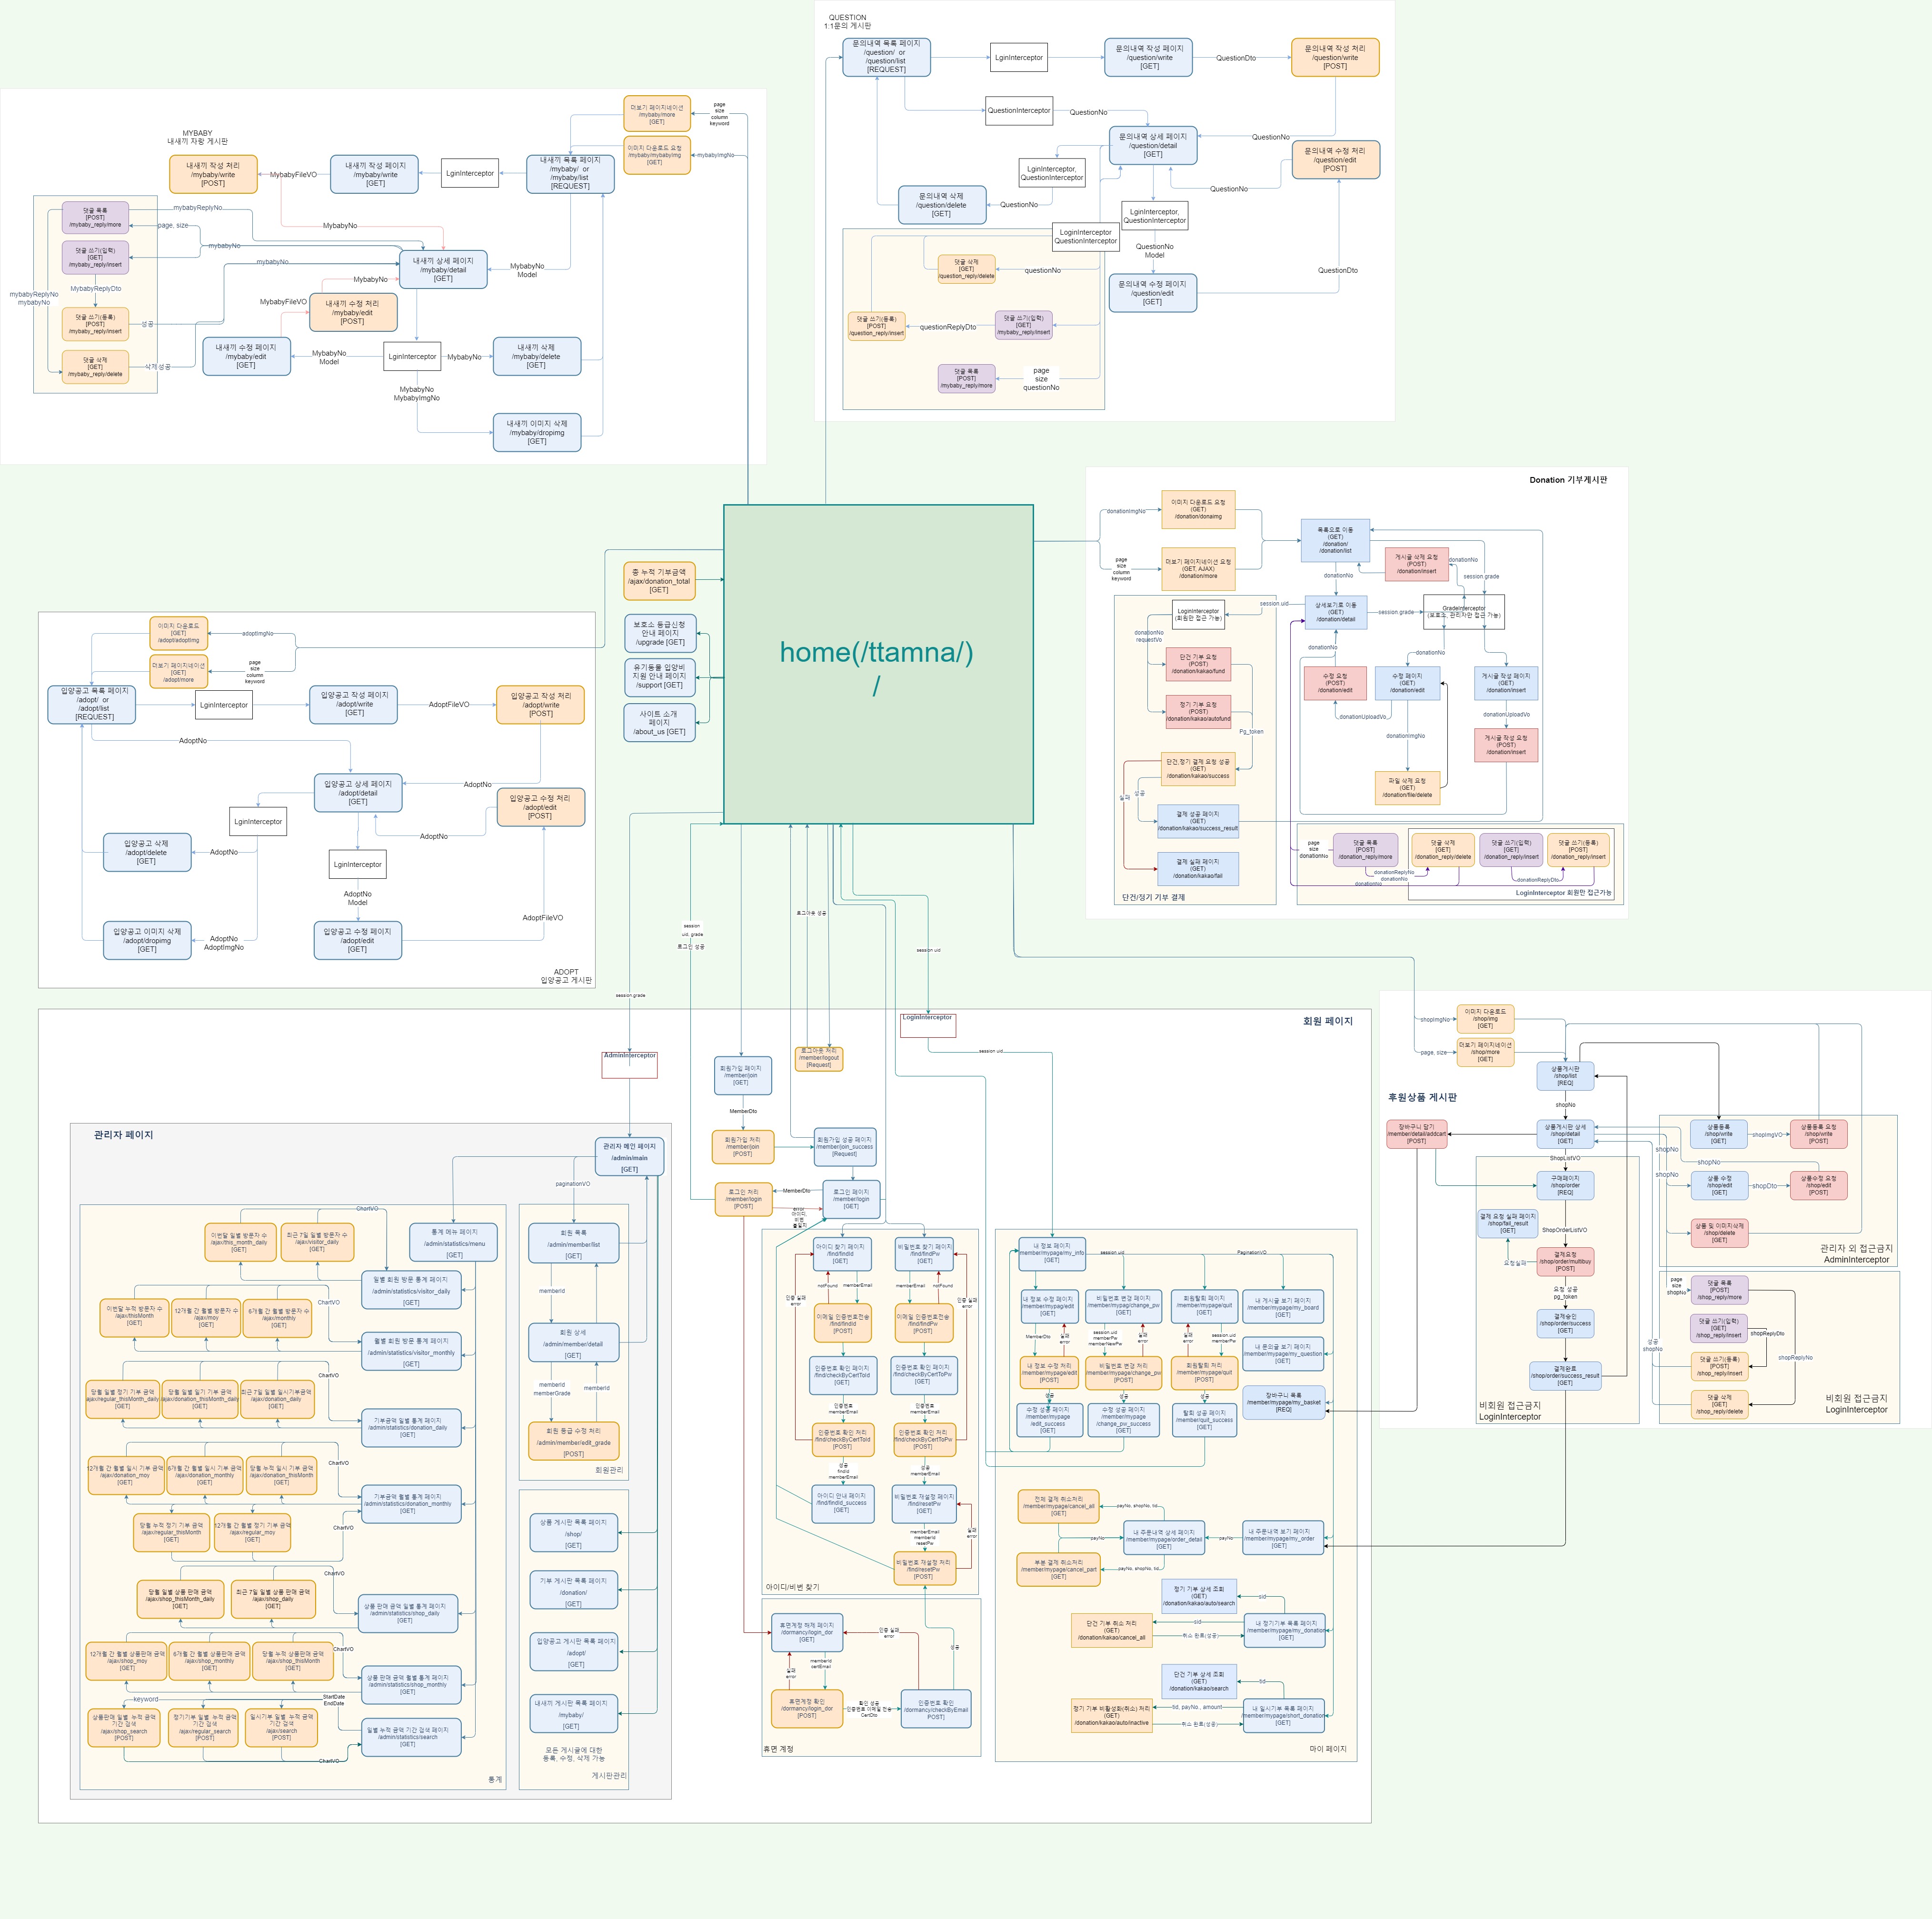 QUESTION
1:1문의 게시판
문의내역 목록 페이지
/question/ or
/question/list
[REQUEST]
LginInterceptor
문의내역 작성 페이지
/question/write
[GET]
QuestionDto
문의내역 작성 처리
/question/write
[POST]
QuestionInterceptor
QuestionNo
문의내역 상세 페이지
/question/detail
[GET]
QuestionNo
문의내역 수정 처리
/question/edit
[POST]
QuestionNo
LginInterceptor,
QuestionInterceptor
문의내역 삭제
/question/delete
[GET]
QuestionNo
LginInterceptor,
QuestionInterceptor
LoginInterceptor
QuestionInterceptor
QuestionNo
Model
문의내역 수정 페이지
/question/edit
[GET]
QuestionDto
댓글 삭제
[GET]
/question_reply/delete
questionNo
댓글 쓰기(등록)
[POST]
/question_reply/insert
questionReplyDto
댓글 쓰기(입력)
[GET]
/mybaby_reply/insert
댓글 목록
[POST]
/mybaby_reply/more
page
size
questionNo
MYBABY
내새끼 자랑 게시판
더보기 페이지네이션
/mybaby/more
[GET]
page
size
column
keyword
이미지 다운로드 요청
/mybaby/mybabyImg
[GET]
mybabyImgNo
내새끼 작성 처리
/mybaby/write
[POST]
MybabyFileVO
내새끼 작성 페이지
/mybaby/write
[GET]
LginInterceptor
내새끼 목록 페이지
/mybaby/ or
/mybaby/list
[REQUEST]
댓글 목록
[POST]
/mybaby_reply/more
mybabyReplyNo
page, size
댓글 쓰기(입력)
[GET]
/mybaby_reply/insert
mybabyNo
MybabyNo
mybabyNo
MybabyReplyDto
mybabyReplyNo
mybabyNo
댓글 쓰기(등록)
[POST]
/mybaby_reply/insert
성공
댓글 삭제
[GET]
/mybaby_reply/delete
삭제 성공
내새끼 상세 페이지
/mybaby/detail
[GET]
MybabyNo
Model
MybabyNo
MybabyFileVO
내새끼 수정 처리
/mybaby/edit
[POST]
내새끼 수정 페이지
/mybaby/edit
[GET]
MybabyNo
Model
LginInterceptor
MybabyNo
내새끼 삭제
/mybaby/delete
[GET]
MybabyNo
MybabyImgNo
내새끼 이미지 삭제
/mybaby/dropimg
[GET]
home(/ttamna/)
/
총 누적 기부금액
/ajax/donation_total
[GET]
보호소 등급신청
안내 페이지
/upgrade [GET]
유기동물 입양비
지원 안내 페이지
/support [GET]
사이트 소개
페이지
/about_us [GET]
Donation 기부게시판
donationImgNo
이미지 다운로드 요청
(GET)
/donation/donaimg
page
size
column
keyword
더보기 페이지네이션 요청
(GET, AJAX)
/donation/more
목록으로 이동
(GET)
/donation/
/donation/list
게시글 삭제 요청
(POST)
/donation/insert
donationNo
session.grade
donationNo
상세보기로 이동
(GET)
/donation/detail
session.grade
GradeInterceptor
(보호소, 관리자만 접근 가능)
session uid
LoginInterceptor
(회원만 접근 가능)
donationNo
requestVo
단건 기부 요청
(POST)
/donation/kakao/fund
정기 기부 요청
(POST)
/donation/kakao/autofund
Pg_token
단건,정기 결제 요청 성공
(GET)
/donation/kakao/success
실패
성공
결제 성공 페이지
(GET)
/donation/kakao/success_result
결제 실패 페이지
(GET)
/donation/kakao/fail
단건/정기 기부 결제
donationNo
donationNo
수정 요청
(POST)
/donation/edit
수정 페이지
(GET)
/donation/edit
게시글 작성 페이지
(GET)
/donation/insert
donationUploadVo
donationUploadVo
donationImgNo
게시글 작성 요청
(POST)
/donation/insert
파일 삭제 요청
(GET)
/donation/file/delete
page
size
donationNo
댓글 목록
[POST]
/donation_reply/more
댓글 삭제
[GET]
/donation_reply/delete
댓글 쓰기(입력)
[GET]
/donation_reply/insert
댓글 쓰기(등록)
[POST]
/donation_reply/insert
donationReplyNo
donationNo
donationNo
donationReplyDto
LoginInterceptor 회원만 접근가능
이미지 다운로드
[GET]
/adopt/adoptImg
adoptImgNo
더보기 페이지네이션
[GET]
/adopt/more
page
size
column
keyword
입양공고 목록 페이지
/adopt/ or
/adopt/list
[REQUEST]
LginInterceptor
입양공고 작성 페이지
/adopt/write
[GET]
AdoptFileVO
입양공고 작성 처리
/adopt/write
[POST]
AdoptNo
입양공고 상세 페이지
/adopt/detail
[GET]
AdoptNo
입양공고 수정 처리
/adopt/edit
[POST]
AdoptNo
LginInterceptor
입양공고 삭제
/adopt/delete
[GET]
AdoptNo
LginInterceptor
AdoptNo
Model
AdoptFileVO
입양공고 이미지 삭제
/adopt/dropimg
[GET]
AdoptNo
AdoptImgNo
입양공고 수정 페이지
/adopt/edit
[GET]
ADOPT
입양공고 게시판
session
uid, grade
로그인 성공
로그아웃 성공
session uid
session.grade
회원 페이지
LoginInterceptor
AdminInterceptor
로그아웃 처리
/member/logout
[Request]
session uid
회원가입 페이지
/member/join
[GET]
MemberDto
회원가입 처리
/member/join
[POST]
회원가입 성공 페이지
/member/join_success
[Request]
로그인 처리
/member/login
[POST]
MemberDto
error
아이디,
비번
불일치
로그인 페이지
/member/login
[GET]
관리자 페이지
관리자 메인 페이지
/admin/main
[GET]
paginationVO
ChartVO
이번달 일별 방문자 수
/ajax/this_month_daily
[GET]
최근 7일 일별 방문자 수
/ajax/visitor_daily
[GET]
통계 메뉴 페이지
/admin/statistics/menu
[GET]
일별 회원 방문 통계 페이지
/admin/statistics/visitor_daily
[GET]
이번달 누적 방문자 수
/ajax/thisMonth
[GET]
12개월 간 월별 방문자 수
/ajax/moy
[GET]
6개월 간 월별 방문자 수
/ajax/monthly
[GET]
ChartVO
월별 회원 방문 통계 페이지
/admin/statistics/visitor_monthly
[GET]
당월 일별 정기 기부 금액
/ajax/regular_thisMonth_daily
[GET]
당월 일별 일기 기부 금액
/ajax/donation_thisMonth_daily
[GET]
최근 7일 일별 일시기부금액
/ajax/donation_daily
[GET]
ChartVO
기부금액 일별 통계 페이지
/admin/statistics/donation_daily
[GET]
12개월 간 월별 일시 기부 금액
/ajax/donation_moy
[GET]
6개월 간 월별 일시 기부 금액
/ajax/donation_monthly
[GET]
당월 누적 일시 기부 금액
/ajax/donation_thisMonth
[GET]
ChartVO
기부금액 월별 통계 페이지
/admin/statistics/donation_monthly
[GET]
당월 누적 정기 기부 금액
/ajax/regular_thisMonth
[GET]
12개월 간 월별 정기 기부 금액
/ajax/regular_moy
[GET]
ChartVO
당월 일별 상품 판매 금액
/ajax/shop_thisMonth_daily
[GET]
최근 7일 일별 상품 판매 금액
/ajax/shop_daily
[GET]
ChartVO
상품 판매 금액 일별 통계 페이지
/admin/statistics/shop_daily
[GET]
12개월 간 월별 상품판매 금액
/ajax/shop_moy
[GET]
6개월 간 월별 상품판매 금액
/ajax/shop_monthly
[GET]
당월 누적 상품판매 금액
/ajax/shop_thisMonth
[GET]
ChartVO
상품 판매 금액 월별 통계 페이지
/admin/statistics/shop_monthly
[GET]
keyword
StartDate
EndDate
상품판매 일별 누적 금액
기간 검색
/ajax/shop_search
[POST]
정기기부 일별 누적 금액
기간 검색
/ajax/regular_search
[POST]
일시기부 일별 누적 금액
기간 검색
/ajax/search
[POST]
일별 누적 금액 기간 검색 페이지
/admin/statistics/search
[GET]
ChartVO
통계
회원 목록
/admin/member/list
[GET]
memberId
회원 상세
/admin/member/detail
[GET]
memberId
memberGrade
memberId
회원 등급 수정 처리
/admin/member/edit_grade
[POST]
회원관리
상품 게시판 목록 페이지
/shop/
[GET]
기부 게시판 목록 페이지
/donation/
[GET]
입양공고 게시판 목록 페이지
/adopt/
[GET]
내새끼 게시판 목록 페이지
/mybaby/
[GET]
모든 게시글에 대한
등록, 수정, 삭제 가능
게시판관리
아이디 찾기 페이지
/find/findId
[GET]
비밀번호 찾기 페이지
/find/findPw
[GET]
notFound
memberEmail
memberEmail
notFound
인증 실패
error
인증 실패
error
이메일 인증번호전송
/find/findId
[POST]
이메일 인증번호전송
/find/findPw
[POST]
인증번호 확인 페이지
/find/checkByCertToId
[GET]
인증번호 확인 페이지
/find/checkByCertToPw
[GET]
인증번호
memberEmail
인증번호
memberEmail
인증번호 확인 처리
/find/checkByCertToId
[POST]
인증번호 확인 처리
/find/checkByCertToPw
[POST]
성공
findId
memberEmail
성공
memberEmail
아이디 안내 페이지
/find/findId_success
[GET]
비밀번호 재설정 페이지
/find/resetPw
[GET]
memberEmail
memberId
resetPw
실패
error
비밀번호 재설정 처리
/find/resetPw
[POST]
아이디/비번 찾기
휴면계정 해제 페이지
/dormancy/login_dor
[GET]
인증 실패
error
성공
실패
error
memberId
certEmail
휴면계정 확인
/dormancy/login_dor
[POST]
확인 성공
인증번호 이메일 전송
CertDto
인증번호 확인
/dormancy/checkByEmail
POST]
휴면 계정
내 정보 페이지
member/mypage/my_info
[GET]
session uid
PaginationVO
내 정보 수정 페이지
/member/mypag/edit
[GET]
비밀번호 변경 페이지
/member/mypag/change_pw
[GET]
회원탈퇴 페이지
/member/mypage/quit
[GET]
내 게시글 보기 페이지
/member/mypage/my_board
[GET]
MemberDto
실패
error
session.uid
memberPw
memberNewPw
실패
error
실패
error
session.uid
memberPw
내 문의글 보기 페이지
/member/mypage/my_question
[GET]
내 정보 수정 처리
/member/mypage/edit
[POST]
비밀번호 변경 처리
/member/mypage/change_pw
[POST]
회원탈퇴 처리
/member/mypage/quit
[POST]
장바구니 목록
/member/mypage/my_basket
[REQ]
성공
성공
성공
수정 성공 페이지
/member/mypage
/edit_success
수정 성공 페이지
/member/mypage
/change_pw_success
탈퇴 성공 페이지
/member/quit_success
[GET]
전체 결제 취소처리
/member/mypage/cancel_all
[GET]
payNo, shopNo, tid
payNo
내 주문내역 상세 페이지
/member/mypage/order_detail
[GET]
payNo
내 주문내역 보기 페이지
/member/mypage/my_order
[GET]
부분 결제 취소처리
/member/mypage/cancel_part
[GET]
payNo, shopNo, tid
정기 기부 상세 조회
(GET)
/donation/kakao/auto/search
sid
단건 기부 취소 처리
(GET)
/donation/kakao/cancel_all
sid
취소 완료(성공)
내 정기기부 목록 페이지
/member/mypage/my_donation
[GET]
단건 기부 상세 조회
(GET)
/donation/kakao/search
tid
정기 기부 비활성화(취소) 처리
(GET)
/donation/kakao/auto/inactive
tid, payNo., amount
취소 완료(성공)
내 일시기부 목록 페이지
/member/mypage/short_donation
[GET]
마이 페이지
shopImgNo
이미지 다운로드
/shop/img
[GET]
page, size
더보기 페이지네이션
/shop/more
[GET]
후원상품 게시판
상품게시판
/shop/list
[REQ]
shopNo
장바구니 담기
/member/detail/addcart
[POST]
상품게시판 상세
/shop/detail
[GET]
ShopListVO
상품등록
/shop/write
[GET]
shopImgVO
상품등록 요청
/shop/write
[POST]
shopNo
shopNo
shopNo
상품 수정
/shop/edit
[GET]
shopDto
상품수정 요청
/shop/edit
[POST]
구매페이지
/shop/order
[REQ]
결제 요청 실패 페이지
/shop/fail_result
[GET]
ShopOrderListVO
상품 및 이미지삭제
/shop/delete
[GET]
관리자 외 접근금지
AdminInterceptor
요청실패
결제요청
/shop/order/multibuy
[POST]
요청 성공
pg_token
결제승인
/shop/order/success
[GET]
결제완료
/shop/order/success_result
[GET]
비회원 접근금지
LoginInterceptor
page
size
shopNo
댓글 목록
[POST]
/shop_reply/more
댓글 쓰기(입력)
[GET]
/shop_reply/insert
shopReplyDto
성공
shopNo
댓글 쓰기(등록)
[POST]
/shop_reply/insert
shopReplyNo
댓글 삭제
[GET]
/shop_reply/delete
비회원 접근금지
LoginInterceptor